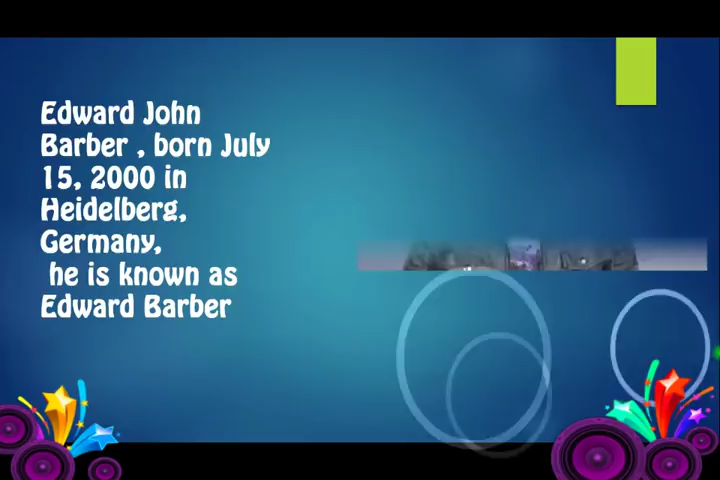 Edward John
Barber , born July
15, 2000 in
Heidelberg,
Germany,
he is known as
Edward Barber